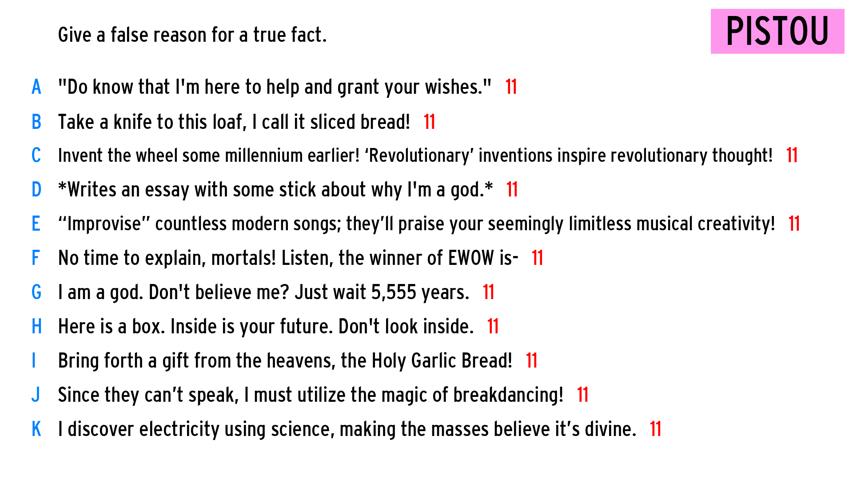 Give a false reason for a true fact.
PISTOU
A "Do know that I'm here to help and grant your wishes." 11
B Take a knife to this loaf, I call it sliced bread! 11
C Invent the wheel some millennium earlier! ‘Revolutionary’ inventions inspire revolutionary thought! 11
D *Writes an essay with some stick about why I'm a god.* 11
E “Improvise” countless modern songs; they’ll praise your seemingly limitless musical creativity! 11
F No time to explain, mortals! Listen, the winner of EWOW is- 11
G I am a god. Don't believe me? Just wait 5,555 years. 11
H Here is a box. Inside is your future. Don't look inside. 11
I Bring forth a gift from the heavens, the Holy Garlic Bread! 11
J Since they can’t speak, I must utilize the magic of breakdancing! 11
K I discover electricity using science, making the masses believe it’s divine. 11